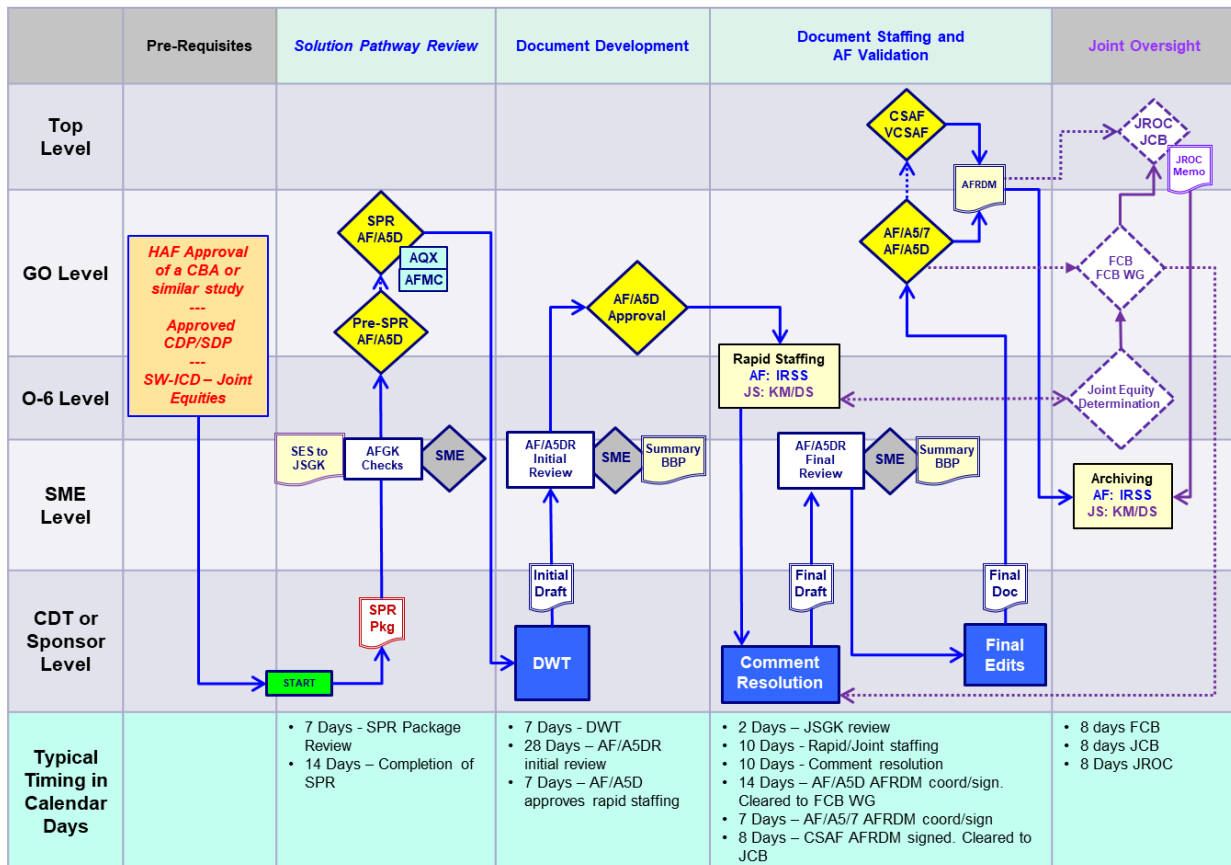 Pre-Requisites
Solution Pathway Review
Document Development
Document Staffing and
AF Validation
Joint Oversight
Top
Level
CSAF
VCSAF
AFRDM
JROC
JCB
JROC
Memo
GO Level
HAF Approval
of a CBA or
similar study
---
Approved
CDP/SDP
---
SW-ICD – Joint
Equities
SPR
AF/A5D
AQX
AFMC
Pre-SPR
AF/A5D
AF/A5D
Approval
AF/A5/7
AF/A5D
FCB
FCB WG
O-6 Level
Rapid Staffing
AF: IRSS
JS: KM/DS
Joint Equity
Determination
SME
Level
SES to
JSGK
AFGK
Checks
SME
AF/A5DR
Initial
Review
SME
Summary
BBP
AF/A5DR
Final
Review
SME
Summary
BBP
Archiving
AF: IRSS
JS: KM/DS
CDT or
Sponsor
Level
START
SPR
Pkg
Initial
Draft
DWT
Final
Draft
Comment
Resolution
Final
Doc
Final
Edits
Typical
Timing in
Calendar
Days
• 7 Days - SPR Package
Review
• 14 Days – Completion of
SPR
• 7 Days - DWT
• 28 Days – AF/A5DR
initial review
• 7 Days – AF/A5D
approves rapid staffing
• 2 Days – JSGK review
• 10 Days - Rapid/Joint staffing
• 10 Days - Comment resolution
• 14 Days – AF/A5D AFRDM coord/sign.
Cleared to FCB WG
• 7 Days – AF/A5/7 AFRDM coord/sign
• 8 Days – CSAF AFRDM signed. Cleared to
JCB
• 8 days FCB
• 8 days JCB
• 8 Days JROC